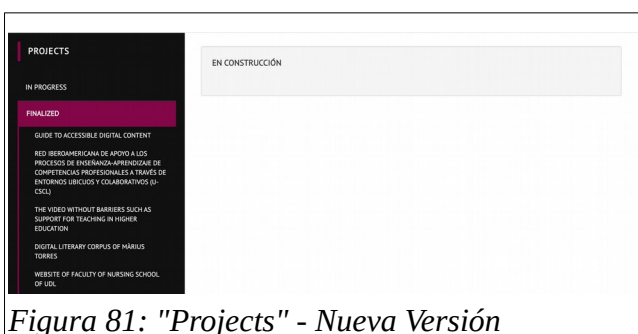 PROJECTS
IN PROGRESS
FINALIZED
GUIDE TO ACCESSIBLE DIGITAL CONTENT
RED IBEROAMERICANA DE APOYO A LOS
PROCESOS DE ENSEÑANZA-APRENDIZAJE DE
COMPETENCIAS PROFESIONALES A TRAVÉS DE
ENTORNOS UBICUOS Y COLABORATIVOS (U-
CSCL)
THE VIDEO WITHOUT BARRIERS SUCH AS
SUPPORT FOR TEACHING IN HIGHER
EDUCATION
DIGITAL LITERARY CORPUS OF MÀRIUS
TORRES
WEBSITE OF FACULTY OF NURSING SCHOOL
OF UDL
EN CONSTRUCCIÓN
Figura 81: "Projects" - Nueva Versión